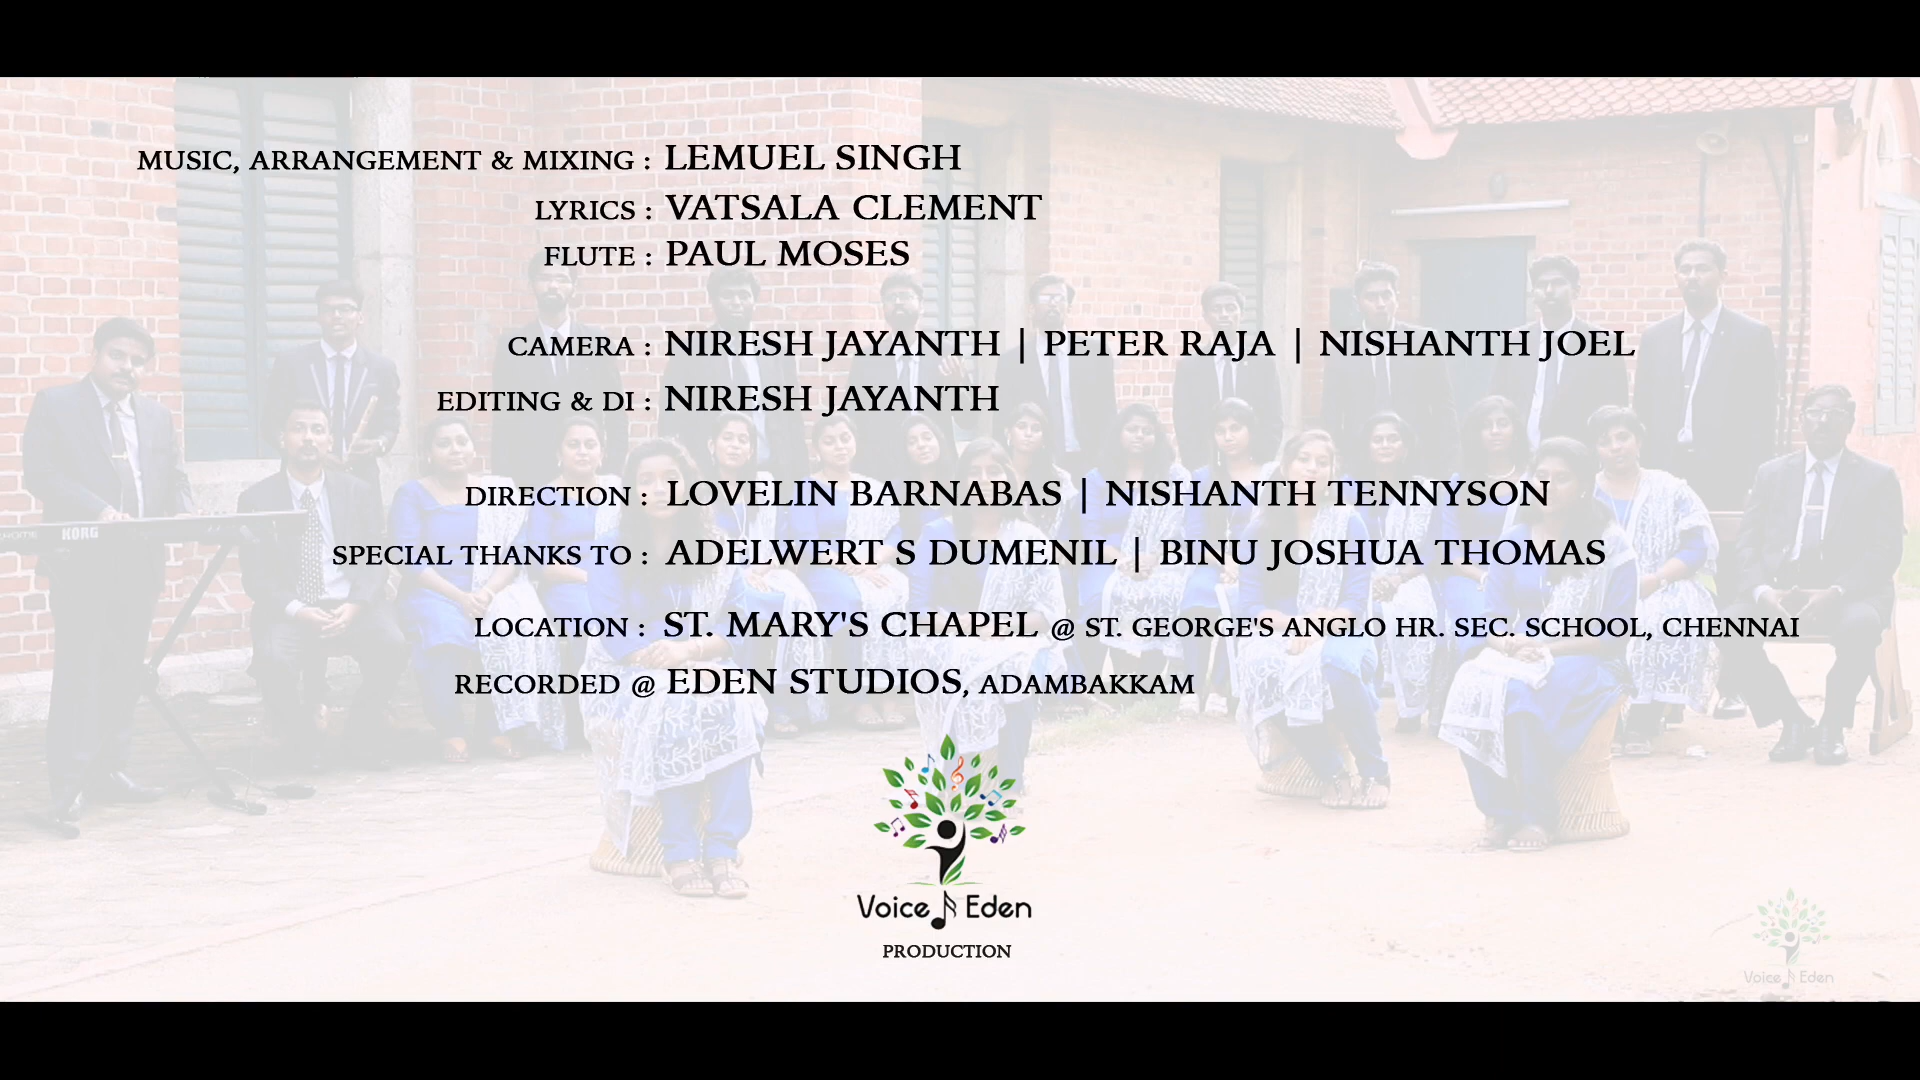 MUSIC, ARRANGEMENT & MIXING : LEMUEL SINGH
LYRICS : VATSALA CLEMENT
FLUTE : PAUL MOSES
CAMERA : NIRESH JAYANTH | PETER RAJA | NISHANTH JOEL
EDITING & DI : NIRESH JAYANTH
DIRECTION : LOVELIN BARNABAS | NISHANTH TENNYSON
KORG
SPECIAL THANKS TO : ADELWERT S DUMENIL | BINU JOSHUA THOMAS
LOCATION : ST. MARY'S CHAPEL @ ST. GEORGE'S ANGLO HR. SEC. SCHOOL, CHENNAI
RECORDED @ EDEN STUDIOS, ADAMBAKKAM
Voice Eden
PRODUCTION
Voice Eden